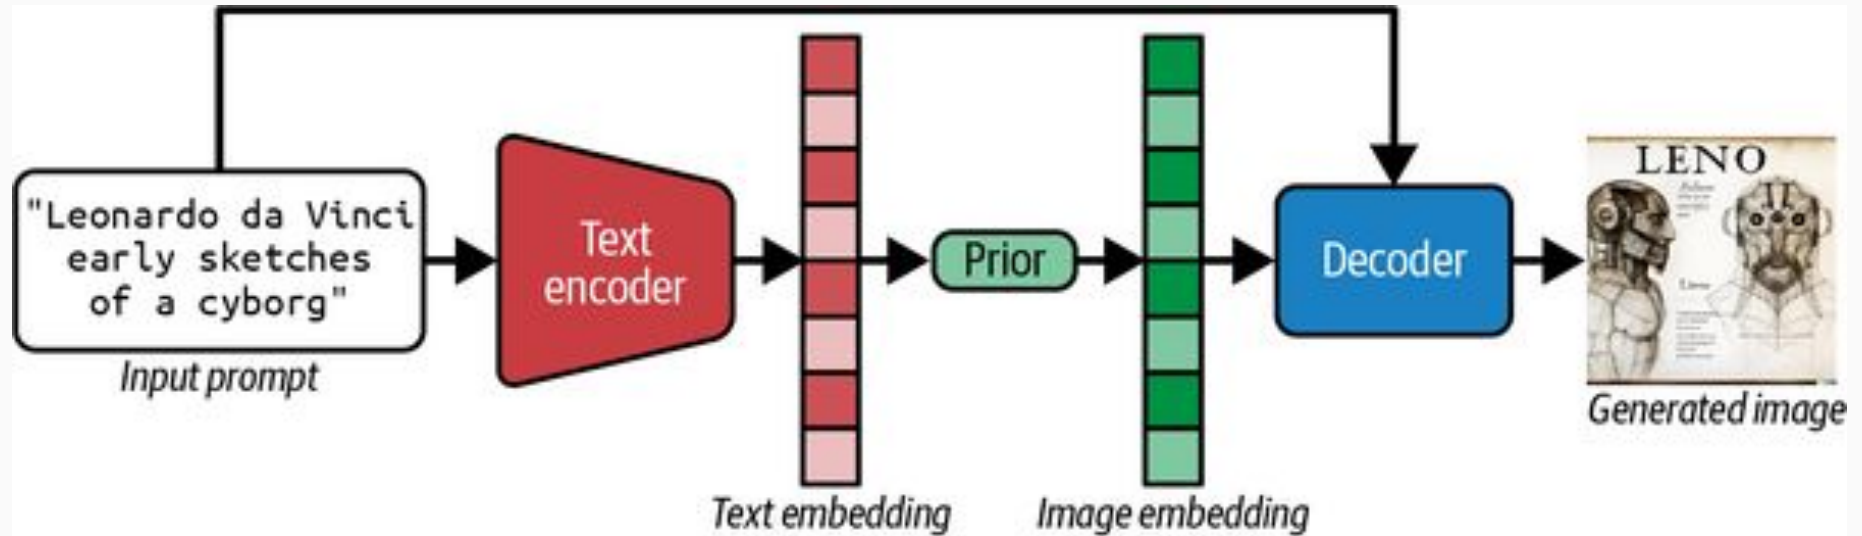 "Leonardo da Vinci
early sketches
of a cyborg"
Input prompt
Text
encoder
Text embedding
Prior
Image embedding
Decoder
LENO
Generated image